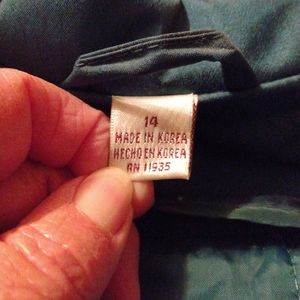 14
MADE IN KOREA
HECHO EN KOREA
RN 11935